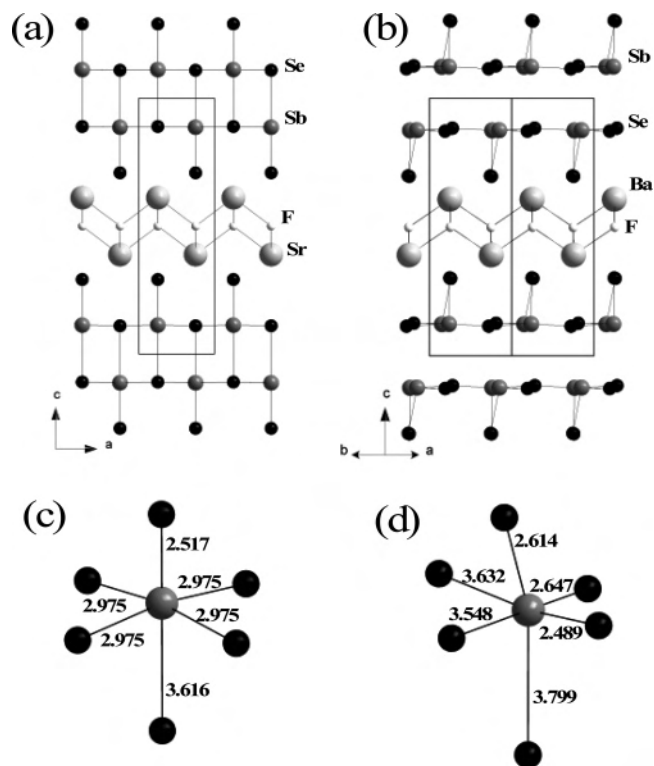 (a)
Se
Sb
F
Sr
c
a
(b)
Sb
Se
Ba
F
c
b
a
(c)
2.517
2.975
2.975
2.975
2.975
3.616
(d)
2.614
3.632
2.647
3.548
2.489
3.799